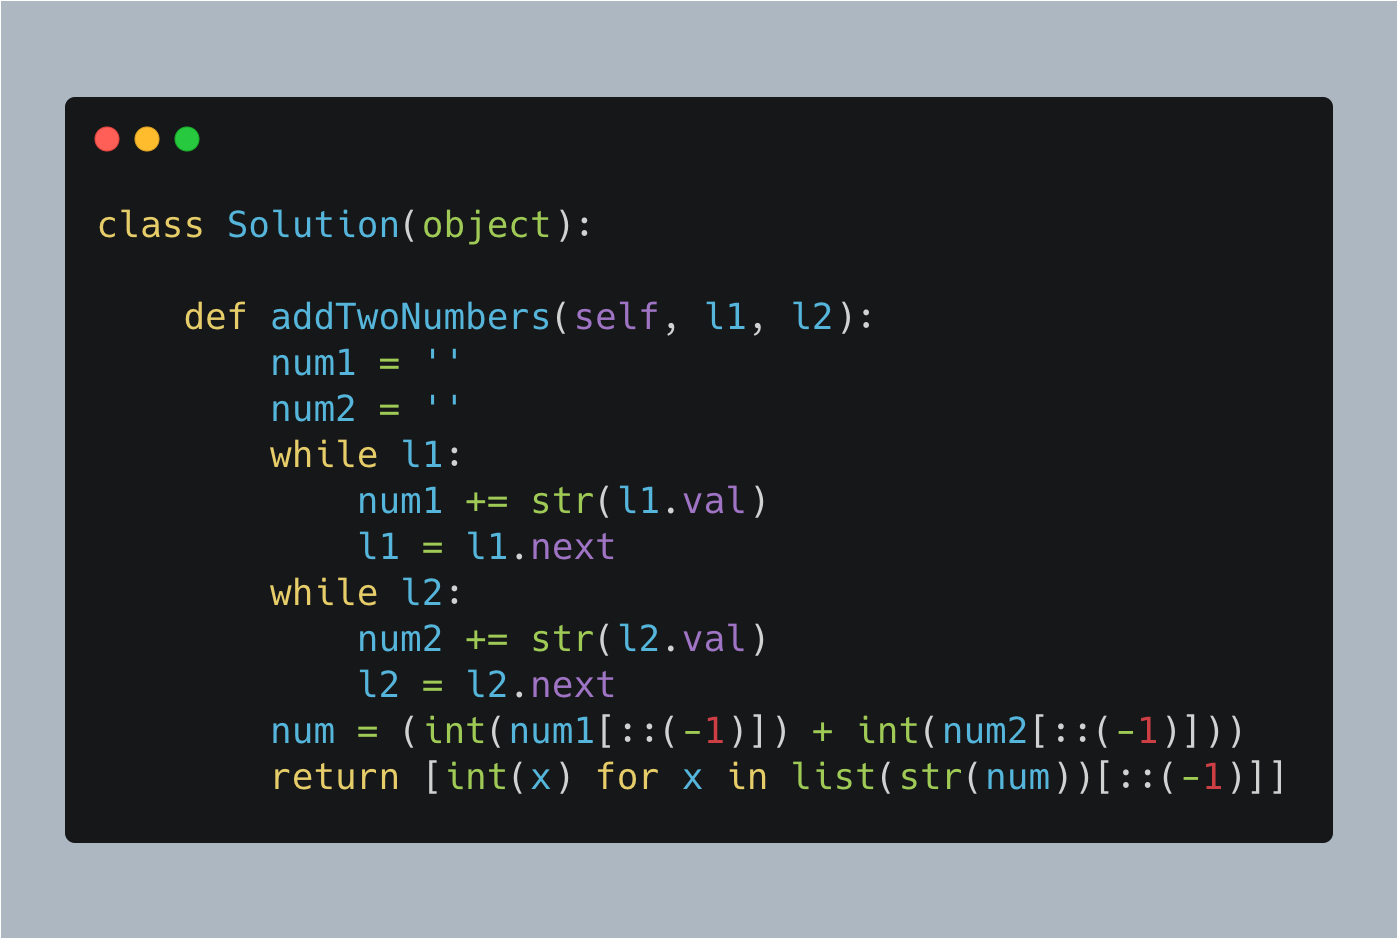 class Solution(object):

    def addTwoNumbers(self, l1, l2):
        num1 = ''
        num2 = ''
        while l1:
            num1 += str(l1.val)
            l1 = l1.next
        while l2:
            num2 += str(l2.val)
            l2 = l2.next
        num = (int(num1[::(-1)]) + int(num2[::(-1)]))
        return [int(x) for x in list(str(num))[::(-1)]]